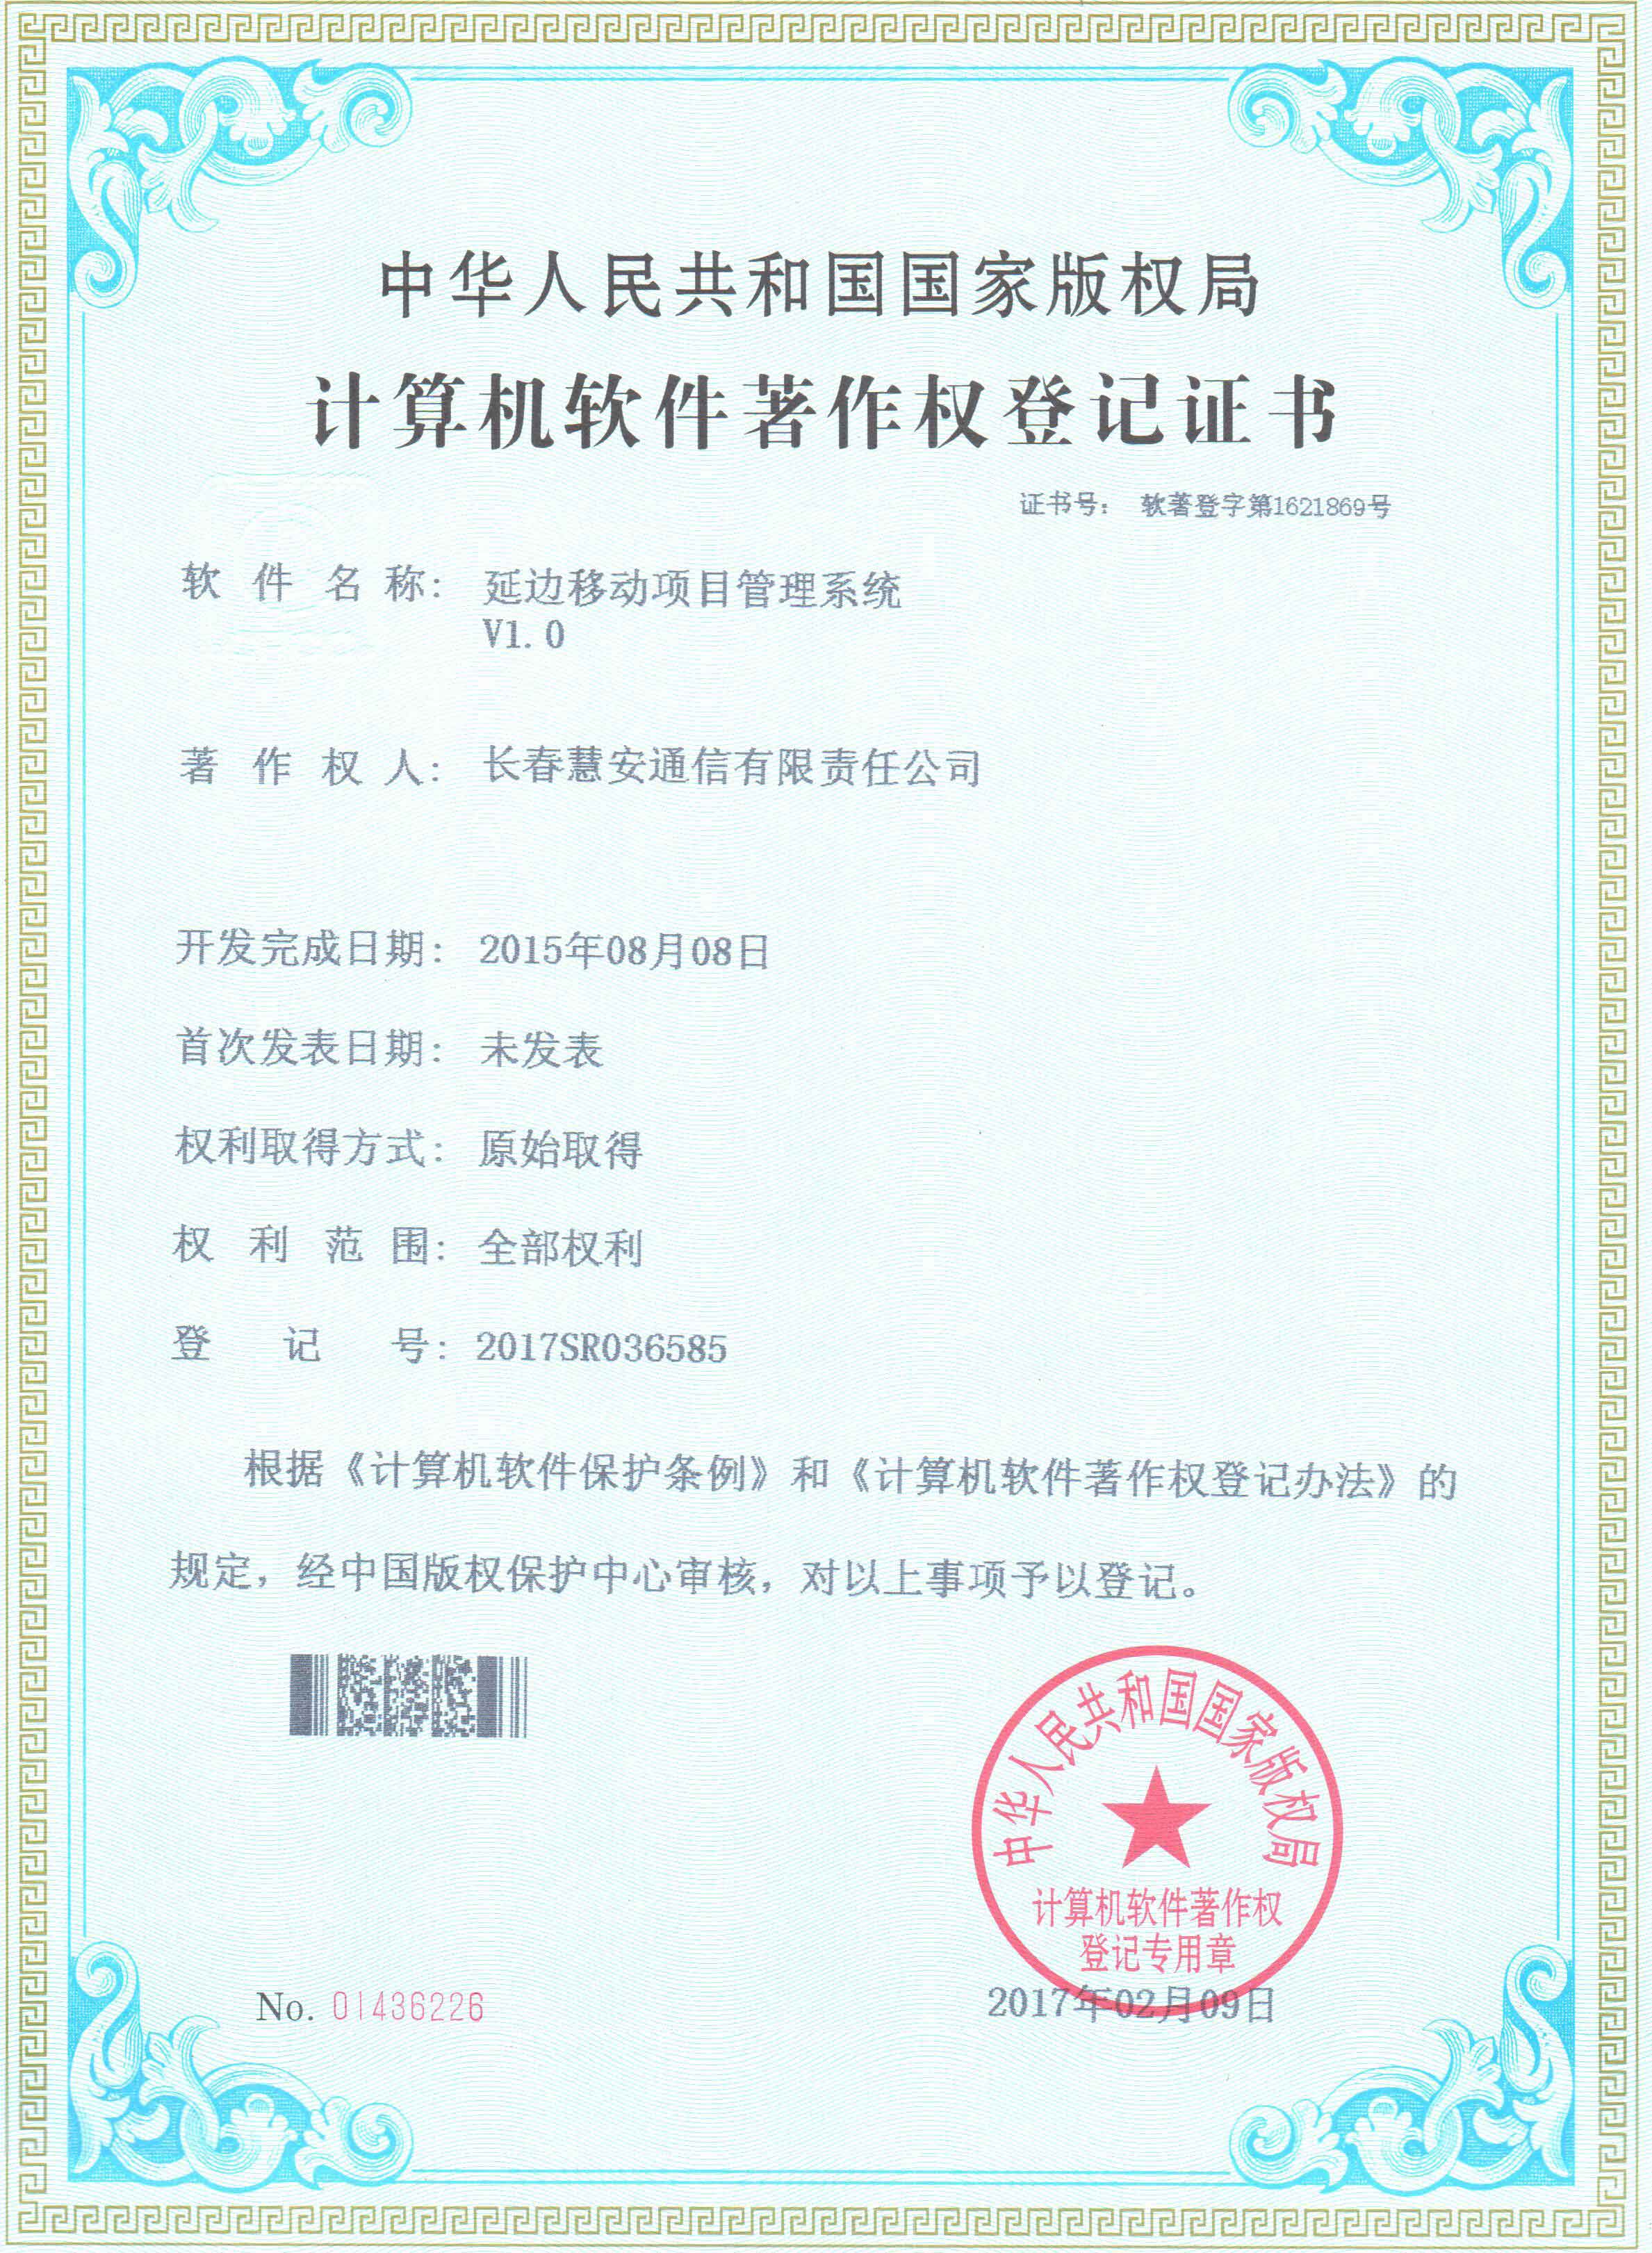 中华人民共和国国家版权局
计算机软件著作权登记证书
证书号： 软著登字第1621869号
软件名称： 延边移动项目管理系统
V1.0
著作权人： 长春慧安通信有限责任公司
开发完成日期： 2015年08月08日
首次发表日期： 未发表
权利取得方式： 原始取得
权利范围： 全部权利
登记号： 2017SR036585
根据《计算机软件保护条例》和《计算机软件著作权登记办法》的
规定，经中国版权保护中心审核，对以上事项予以登记。
中华人民共和国国家版权局
计算机软件著作权
登记专用章
No. 01436226
2017年02月09日